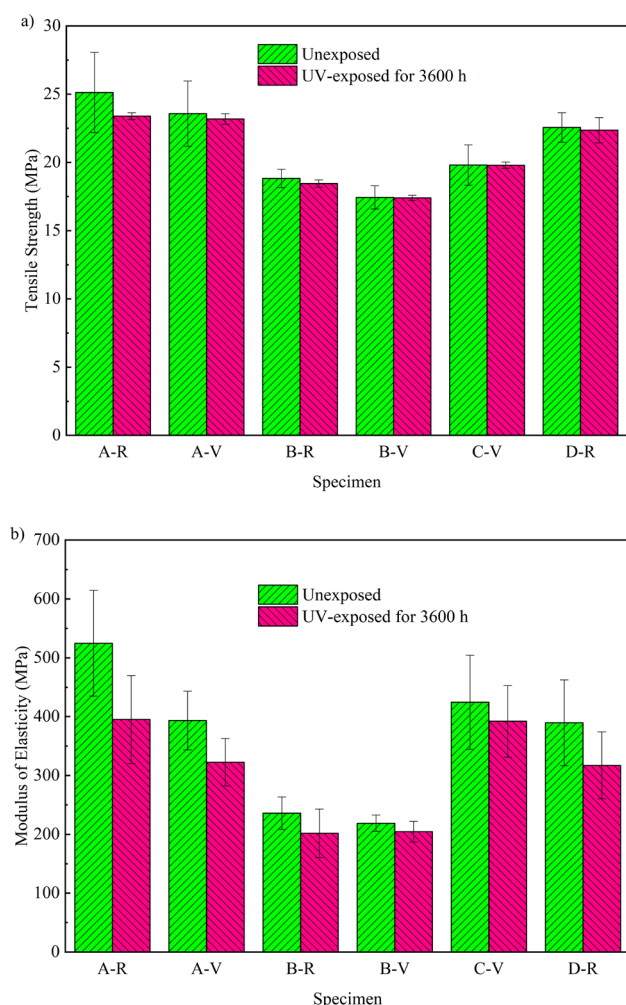 a)
30
25
20
15
10
5
0
Tensile Strength (MPa)
Unexposed
UV-exposed for 3600 h
A-R A-V B-R B-V C-V D-R
Specimen
b)
700
600
500
400
300
200
100
0
Modulus of Elasticity (MPa)
Unexposed
UV-exposed for 3600 h
A-R A-V B-R B-V C-V D-R
Specimen